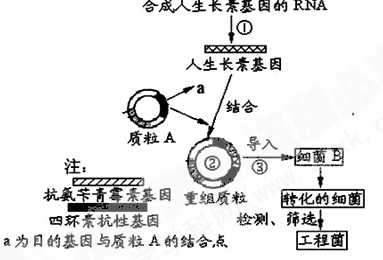 合成人生长素基因的RNA
①
人生长素基因
a
结合
质粒A
导入
②
③
细菌B
注：
抗氨苄青霉素基因
重组质粒
转化的细菌
四环素抗性基因
检测、筛选
a为目的基因与质粒A的结合点
工程菌